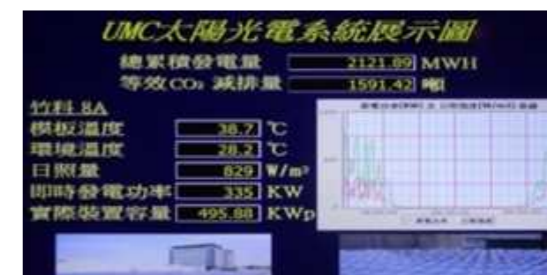 UMC太陽光電系統展示圖
總累積發電量 2121.89 MWH
等效CO₂ 減排量 1591.42 噸
竹科 8A
模板溫度 38.7 ℃
環境溫度 28.2 ℃
日照量 829 W/m²
即時發電功率 335 KW
實際裝置容量 495.88 KWp